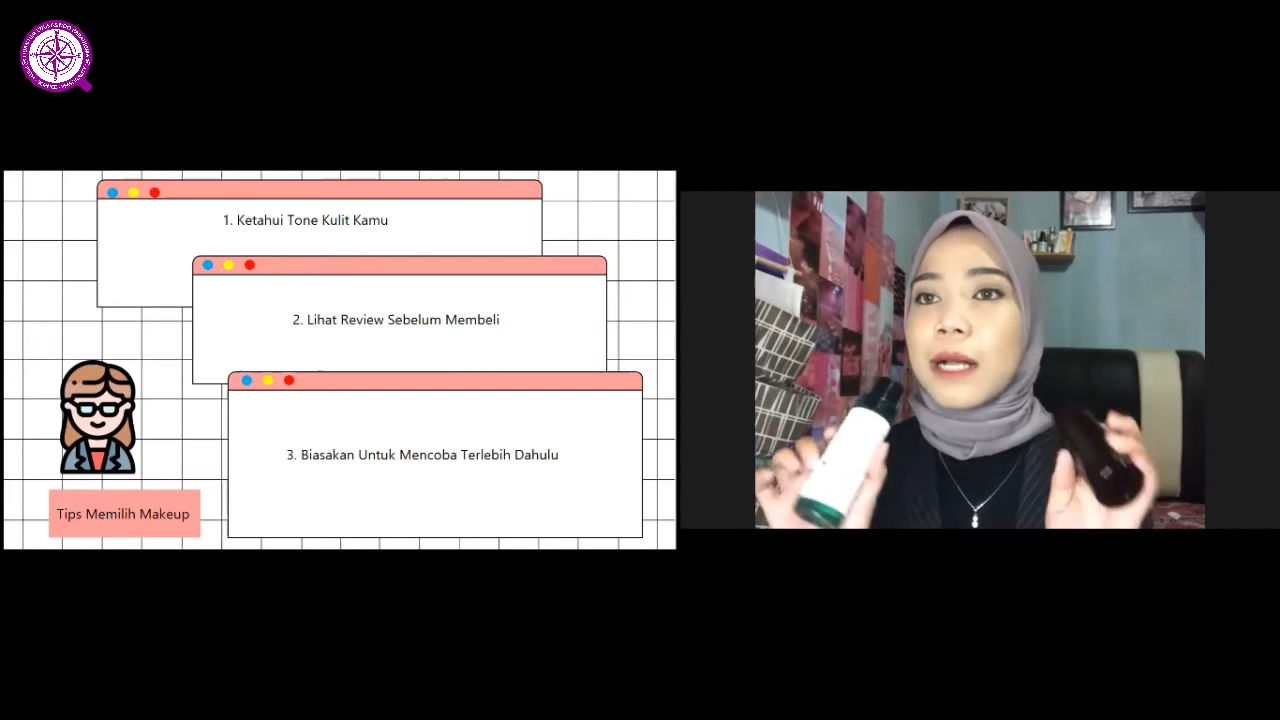 1. Ketahui Tone Kulit Kamu
2. Lihat Review Sebelum Membeli
3. Biasakan Untuk Mencoba Terlebih Dahulu
Tips Memilih Makeup